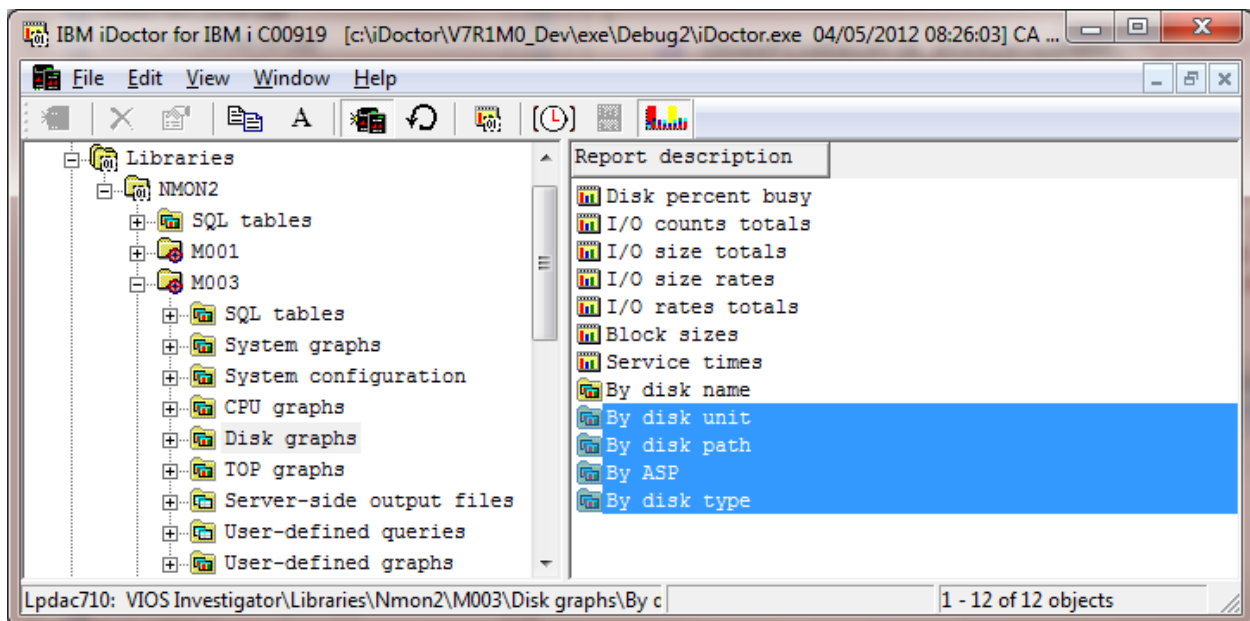 IBM iDoctor for IBM i C00919 [c:\iDoctor\V7R1M0_Dev\exe\Debug2\iDoctor.exe 04/05/2012 08:26:03] CA ...
File Edit View Window Help
Libraries
NMON2
SQL tables
M001
M003
SQL tables
System graphs
System configuration
CPU graphs
Disk graphs
TOP graphs
Server-side output files
User-defined queries
User-defined graphs
Report description
Disk percent busy
I/O counts totals
I/O size totals
I/O size rates
I/O rates totals
Block sizes
Service times
By disk name
By disk unit
By disk path
By ASP
By disk type
Lpdac710: VIOS Investigator\Libraries\Nmon2\M003\Disk graphs\By d
1 - 12 of 12 objects